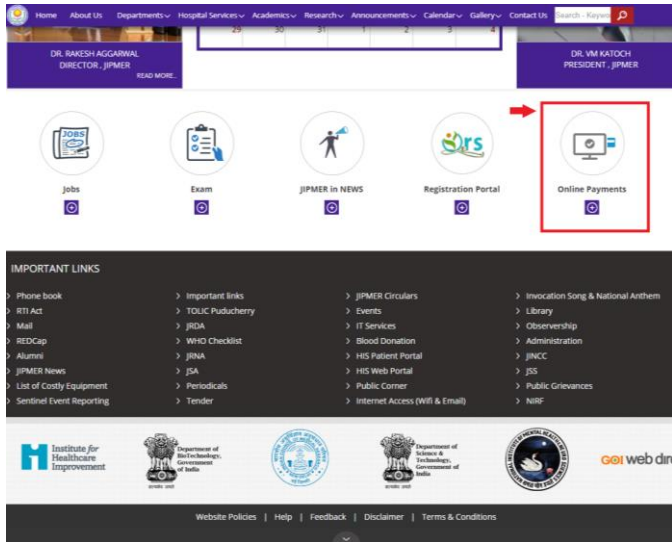 Home About Us Departments Hospital Services Academics Research Announcements Calendar Gallery Contact Us Search - Keywo
29 30 31 1 2 3 4
DR. RAKESH AGGARWAL
DIRECTOR , JIPMER
READ MORE..
DR. VM KATOCH
PRESIDENT , JIPMER
JOBS
Ors
Jobs
Exam
JIPMER in NEWS
Registration Portal
Online Payments
IMPORTANT LINKS
Phone book
RTI Act
Mail
REDCap
Alumni
JIPMER News
List of Costly Equipment
Sentinel Event Reporting
Important links
TOLIC Puducherry
JRDA
WHO Checklist
JRNA
JSA
Periodicals
Tender
JIPMER Circulars
Events
IT Services
Blood Donation
HIS Patient Portal
HIS Web Portal
Public Corner
Internet Access (Wifi & Email)
Invocation Song & National Anthem
Library
Observership
Administration
JINCC
JSS
Public Grievances
NIRF
Institute for
Healthcare
Improvement
Department of
BioTechnology,
Government
of India
Department of
Science &
Technology,
Government of
India
GOI web dire
Website Policies | Help | Feedback | Disclaimer | Terms & Conditions